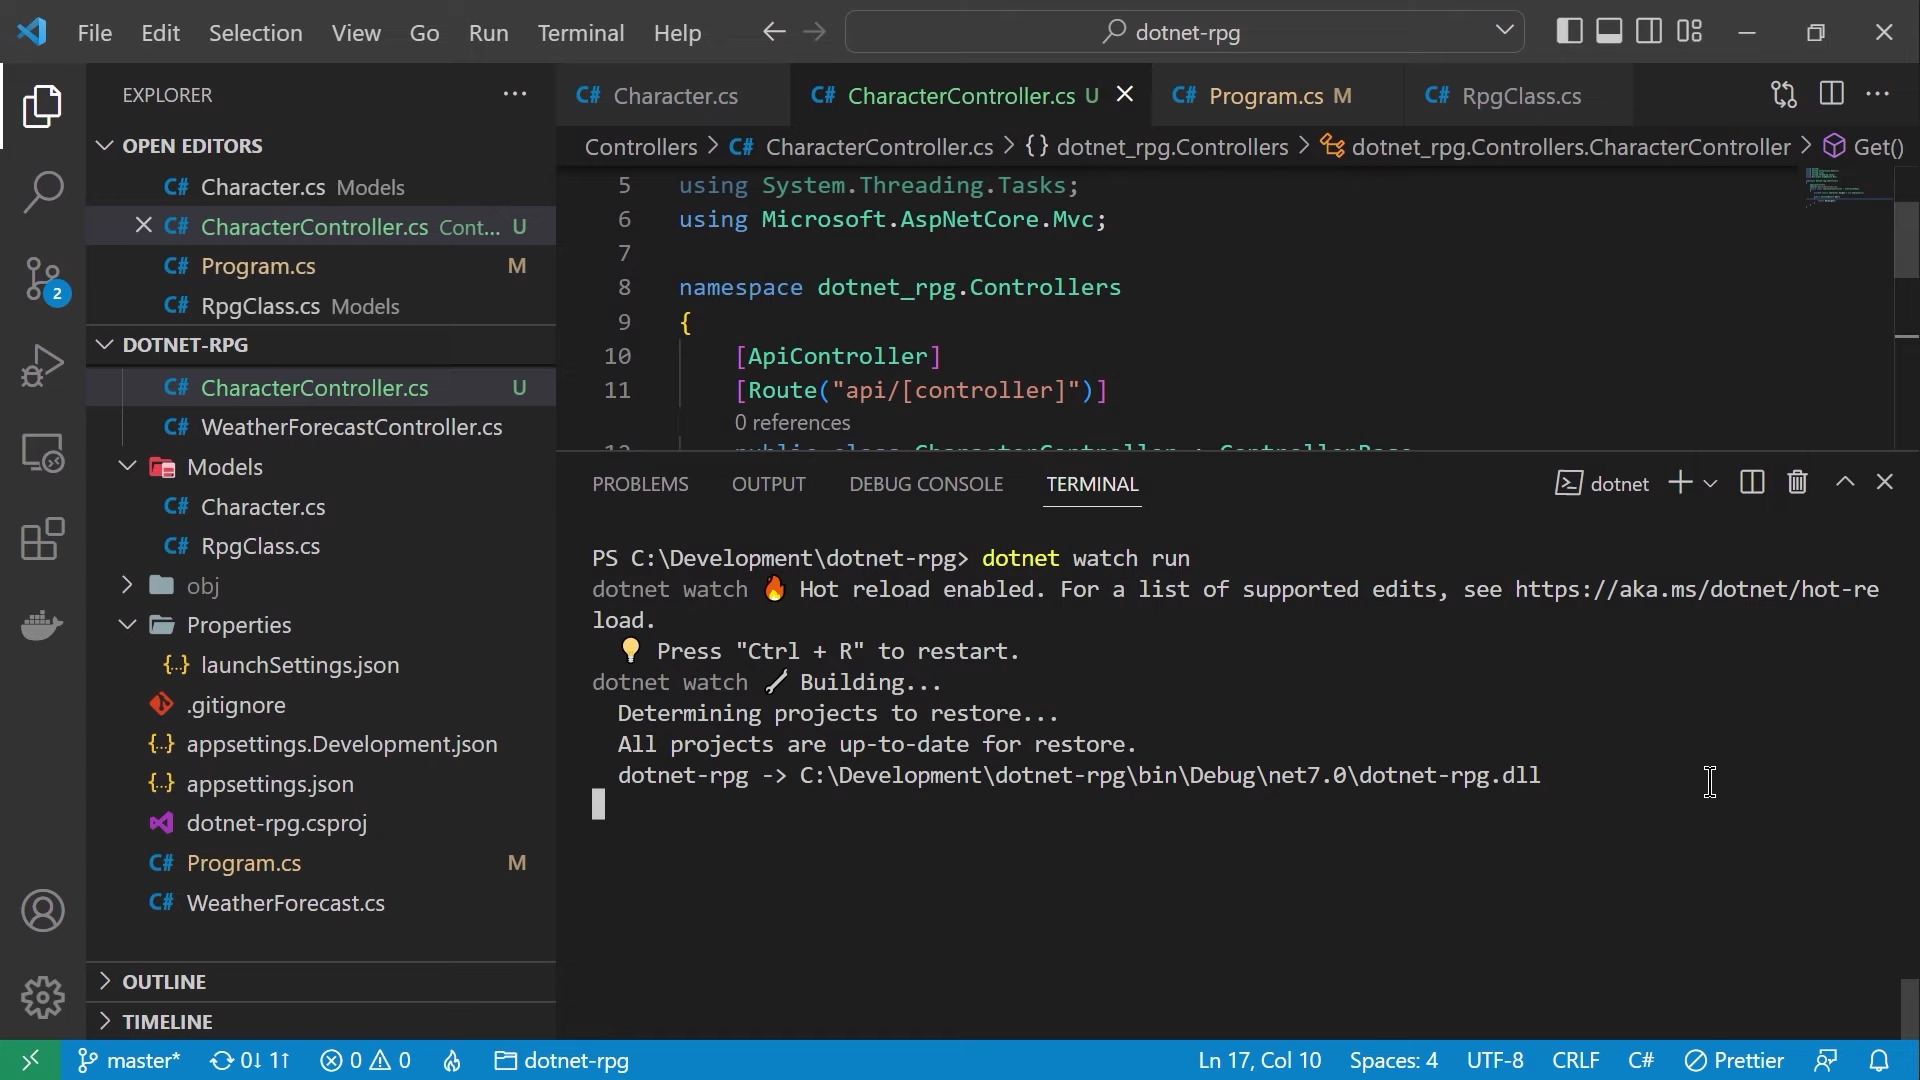 File Edit Selection View Go Run Terminal Help
dotnet-rpg
EXPLORER
OPEN EDITORS
Character.cs Models
CharacterController.cs Cont... U
Program.cs M
RpgClass.cs Models
DOTNET-RPG
CharacterController.cs U
WeatherForecastController.cs
Models
Character.cs
RpgClass.cs
obj
Properties
launchSettings.json
.gitignore
appsettings.Development.json
appsettings.json
dotnet-rpg.csproj
Program.cs M
WeatherForecast.cs
OUTLINE
TIMELINE
2
Character.cs
CharacterController.cs U
Program.cs M
RpgClass.cs
Controllers > CharacterController.cs > {} dotnet_rpg.Controllers > dotnet_rpg.Controllers.CharacterController > Get()
5 using System.Threading.Tasks;
6 using Microsoft.AspNetCore.Mvc;
7
8 namespace dotnet_rpg.Controllers
9 {
10 [ApiController]
11 [Route("api/[controller]")]
0 references
12 public class CharacterController : ControllerBase
PROBLEMS OUTPUT DEBUG CONSOLE TERMINAL
dotnet
PS C:\Development\dotnet-rpg> dotnet watch run
dotnet watch 🔥 Hot reload enabled. For a list of supported edits, see https://aka.ms/dotnet/hot-re
load.
💡 Press "Ctrl + R" to restart.
dotnet watch 🔧 Building...
Determining projects to restore...
All projects are up-to-date for restore.
dotnet-rpg -> C:\Development\dotnet-rpg\bin\Debug\net7.0\dotnet-rpg.dll
master* 0↓ 1↑ 0 0 dotnet-rpg Ln 17, Col 10 Spaces: 4 UTF-8 CRLF C# Prettier